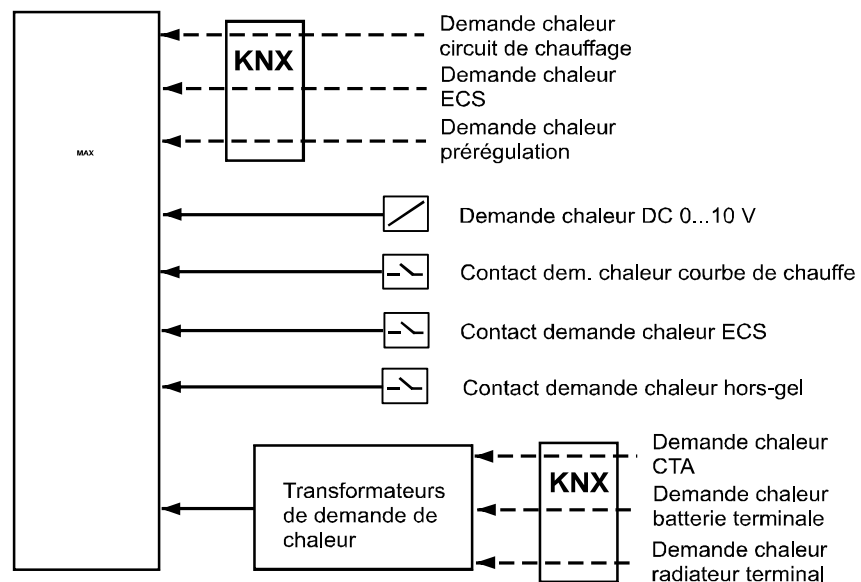 Demande chaleur
circuit de chauffage
KNX
Demande chaleur
ECS
Demande chaleur
prérégulation
MAX
Demande chaleur DC 0...10 V
Contact dem. chaleur courbe de chauffe
Contact demande chaleur ECS
Contact demande chaleur hors-gel
Demande chaleur
CTA
KNX
Transformateurs
de demande de
chaleur
Demande chaleur
batterie terminale
Demande chaleur
radiateur terminal